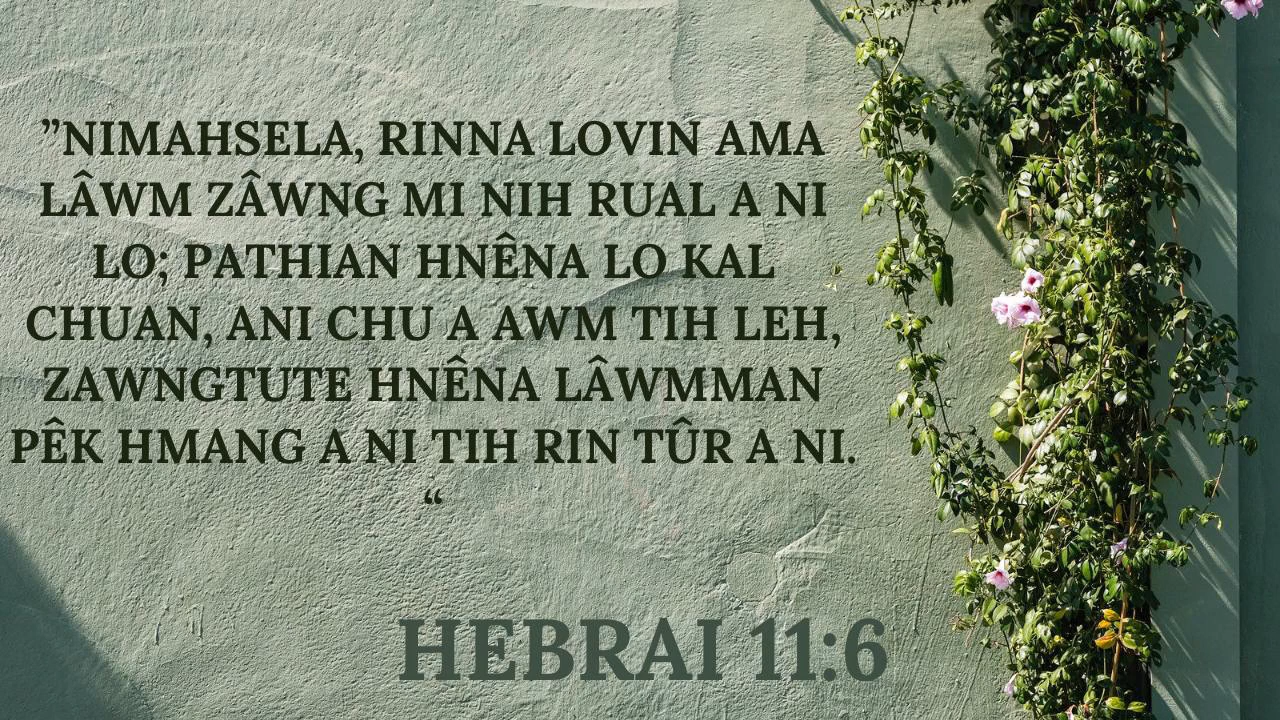 ”NIMAHSELA, RINNA LOVIN AMA
LÂWM ZÂWNG MI NIH RUAL A NI
LO; PATHIAN HNÊNA LO KAL
CHUAN, ANI CHU A AWM TIH LEH,
ZAWNGTUTE HNÊNA LÂWMMAN
PÊK HMANG A NI TIH RIN TÛR A NI.
“
HEBRAI 11:6